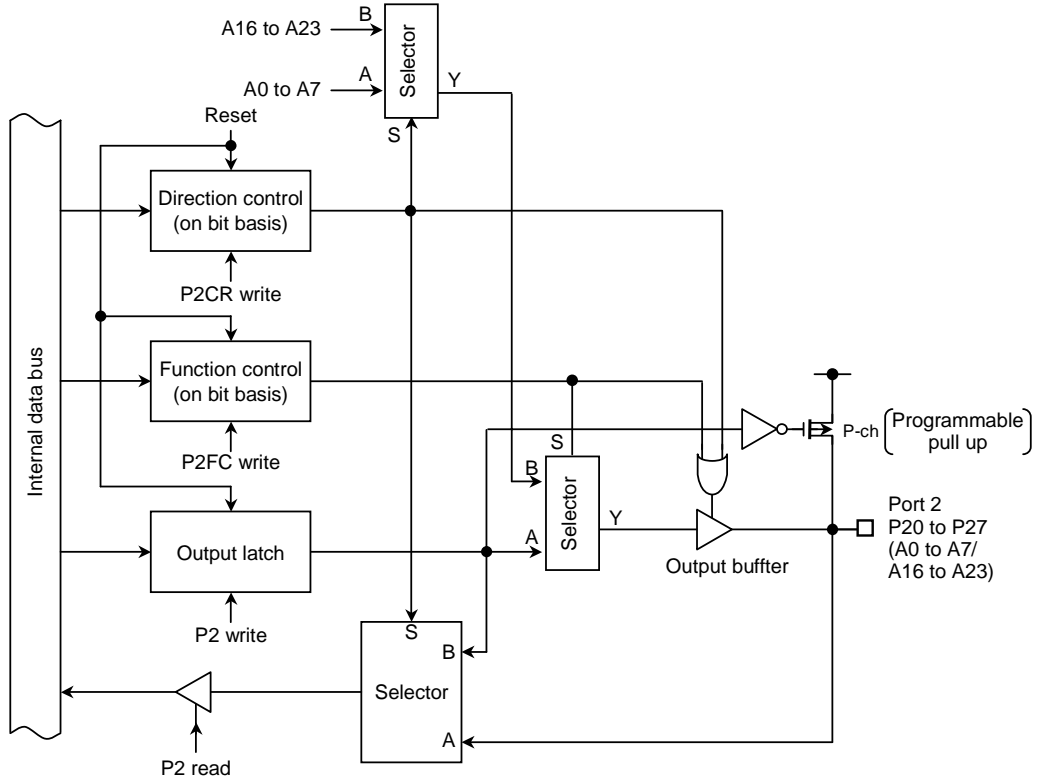 A16 to A23
B
Selector
A0 to A7
A
Y
S
Reset
Direction control
(on bit basis)
P2CR write
Internal data bus
Function control
(on bit basis)
P2FC write
P-ch
Programmable
pull up
S
B
Selector
Y
A
Output latch
Output buffter
Port 2
P20 to P27
(A0 to A7/
A16 to A23)
P2 write
S
B
Selector
A
P2 read